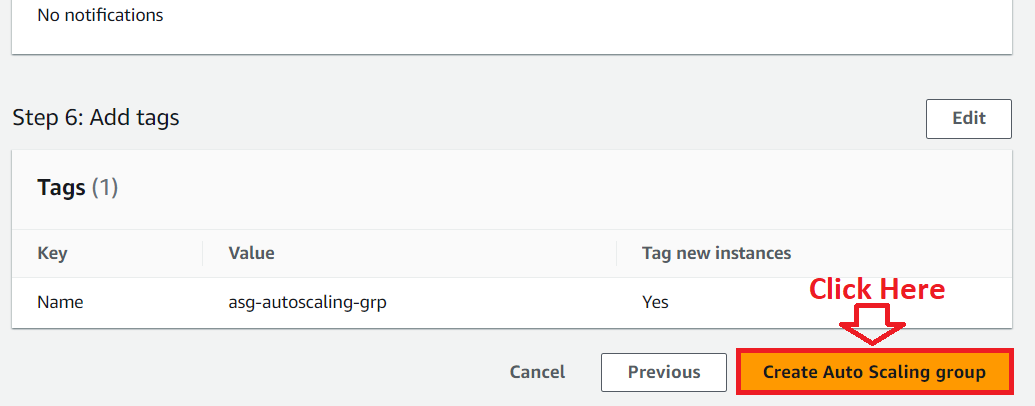 No notifications
Step 6: Add tags
Edit
Tags (1)
Key Value Tag new instances
Name asg-autoscaling-grp Yes
Click Here
Cancel Previous Create Auto Scaling group